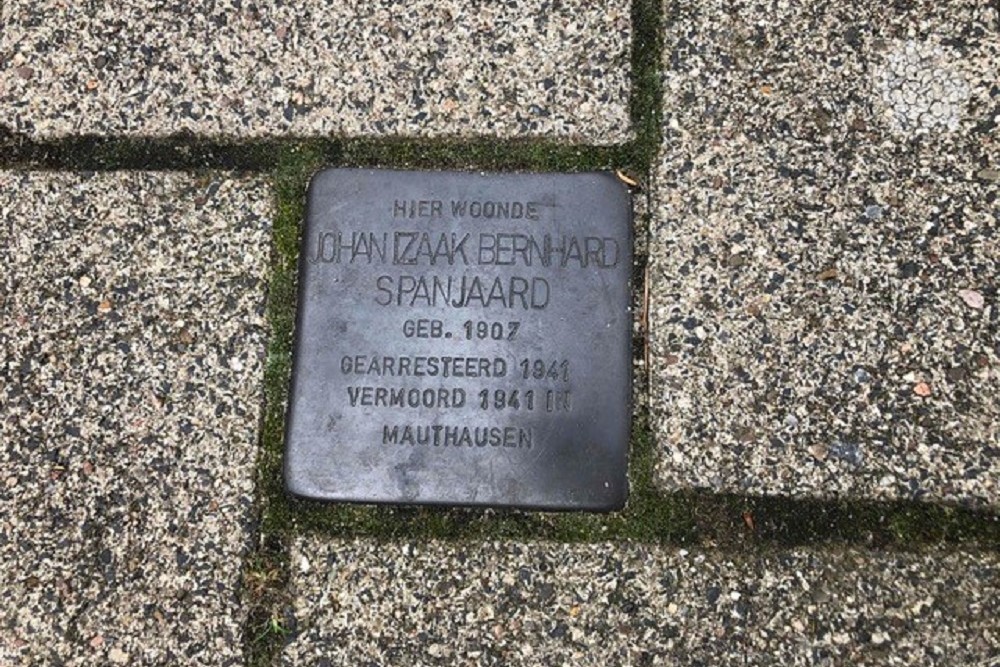 HIER WOONDE
JOHAN IZAAK BERNHARD
SPANJAARD
GEB. 1907
GEARRESTEERD 1941
VERMOORD 1941 IN
MAUTHAUSEN